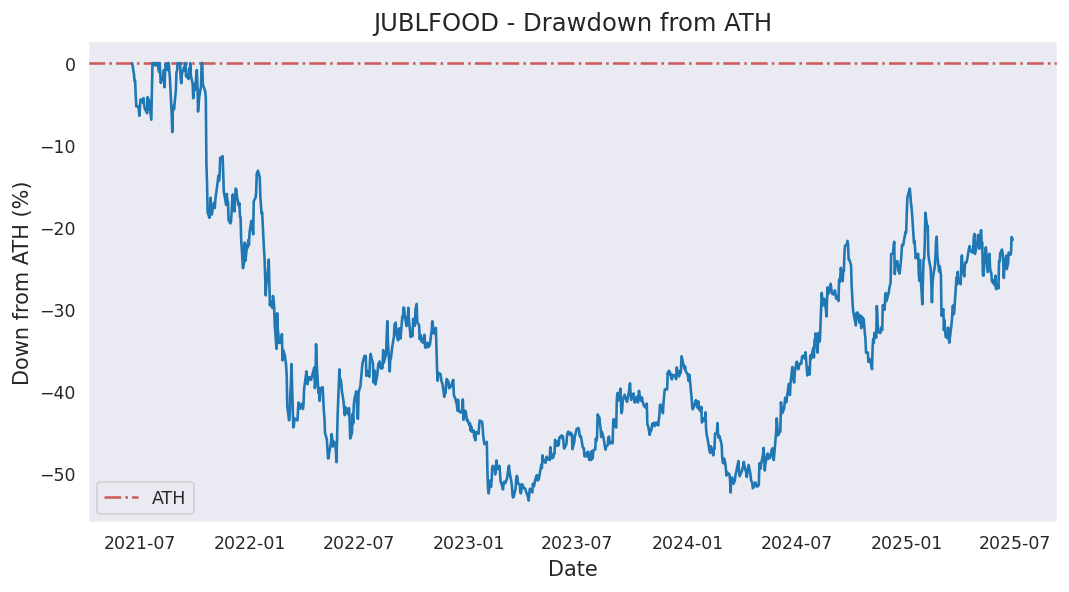 JUBLFOOD - Drawdown from ATH
Down from ATH (%)
0
−10
−20
−30
−40
−50
ATH
2021-07 2022-01 2022-07 2023-01 2023-07 2024-01 2024-07 2025-01 2025-07
Date